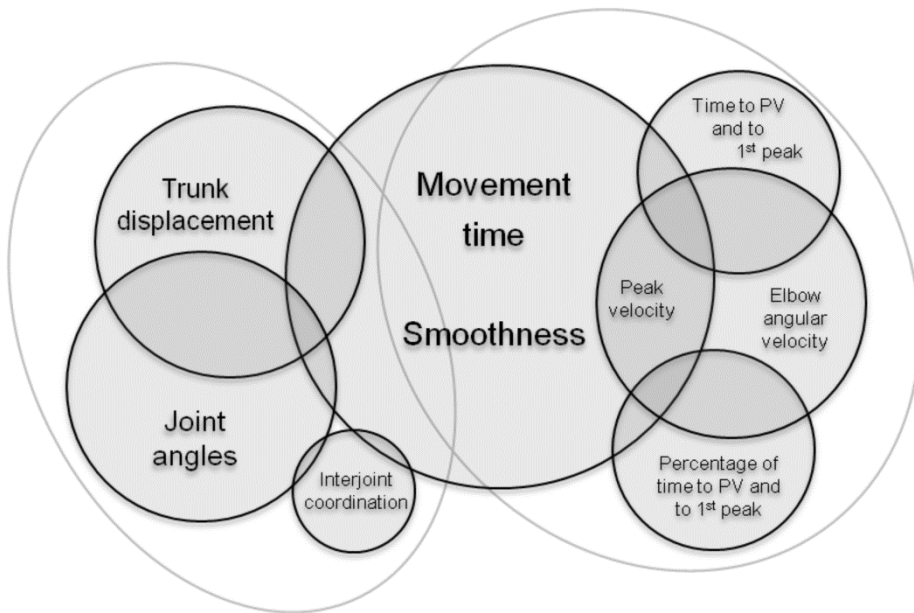 Trunk
displacement
Joint
angles
Interjoint
coordination
Movement
time
Smoothness
Peak
velocity
Time to PV
and to
1st peak
Elbow
angular
velocity
Percentage of
time to PV and
to 1st peak